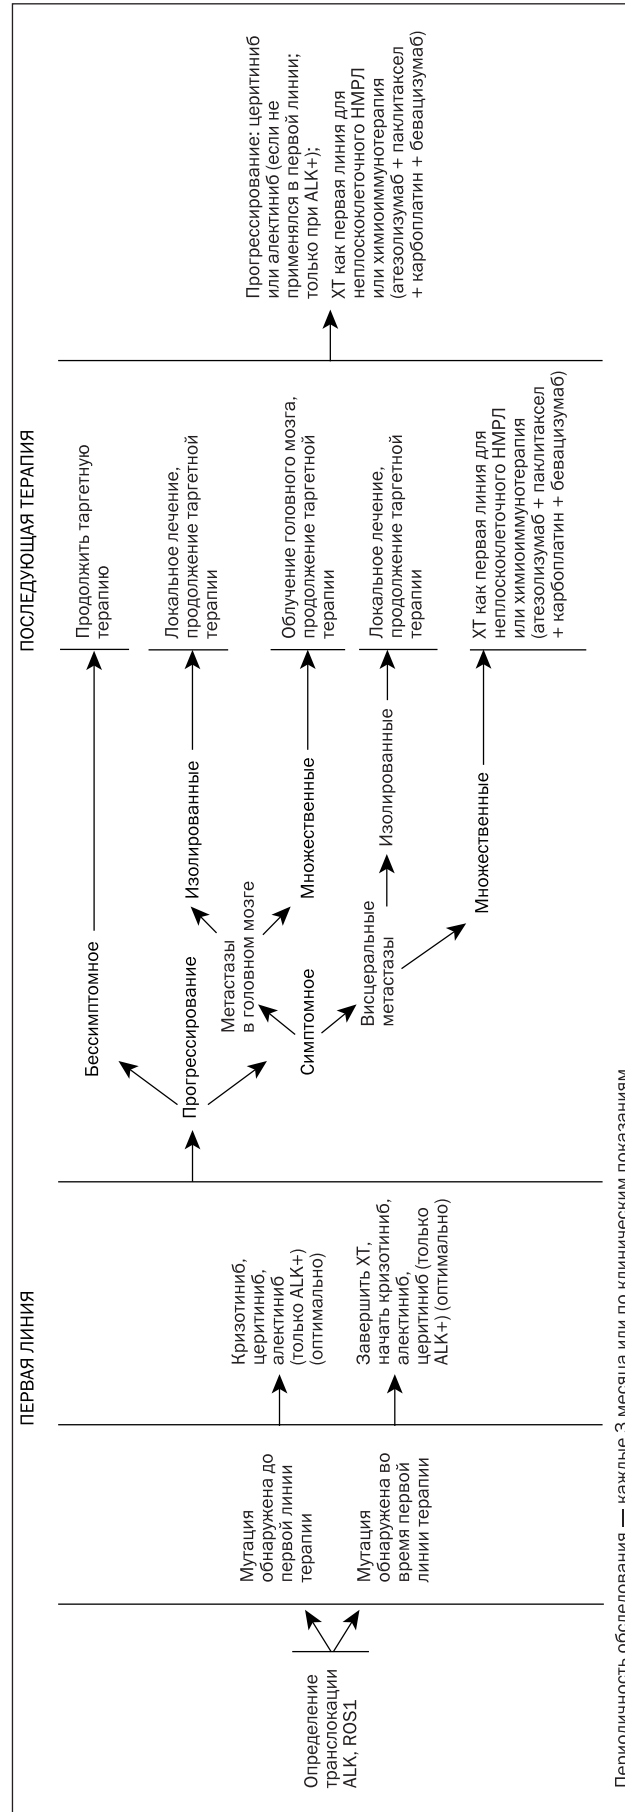 ПЕРВАЯ ЛИНИЯ
ПОСЛЕДУЮЩАЯ ТЕРАПИЯ
Определение
транслокации
ALK, ROS1
Мутация
обнаружена до
первой линии
терапии
Мутация
обнаружена во
время первой
линии терапии
Кризотиниб,
церитиниб,
алектиниб
(только ALK+)
(оптимально)
Завершить ХТ,
начать кризотиниб,
алектиниб,
церитиниб (только
ALK+) (оптимально)
Прогрессирование
Бессимптомное
Симптомное
Метастазы
в головном мозге
Висцеральные
метастазы
Изолированные
Множественные
Изолированные
Множественные
Продолжить таргетную
терапию
Локальное лечение,
продолжение таргетной
терапии
Облучение головного мозга,
продолжение таргетной
терапии
Локальное лечение,
продолжение таргетной
терапии
ХТ как первая линия для
неплоскоклеточного НМРЛ
или химиоиммунотерапия
(атезолизумаб + паклитаксел
+ карбоплатин + бевацизумаб)
Прогрессирование: церитиниб
или алектиниб (если не
применялся в первой линии;
только при ALK+);
ХТ как первая линия для
неплоскоклеточного НМРЛ
или химиоиммунотерапия
(атезолизумаб + паклитаксел
+ карбоплатин + бевацизумаб)
Периодичность обследования — каждые 3 месяца или по клиническим показаниям